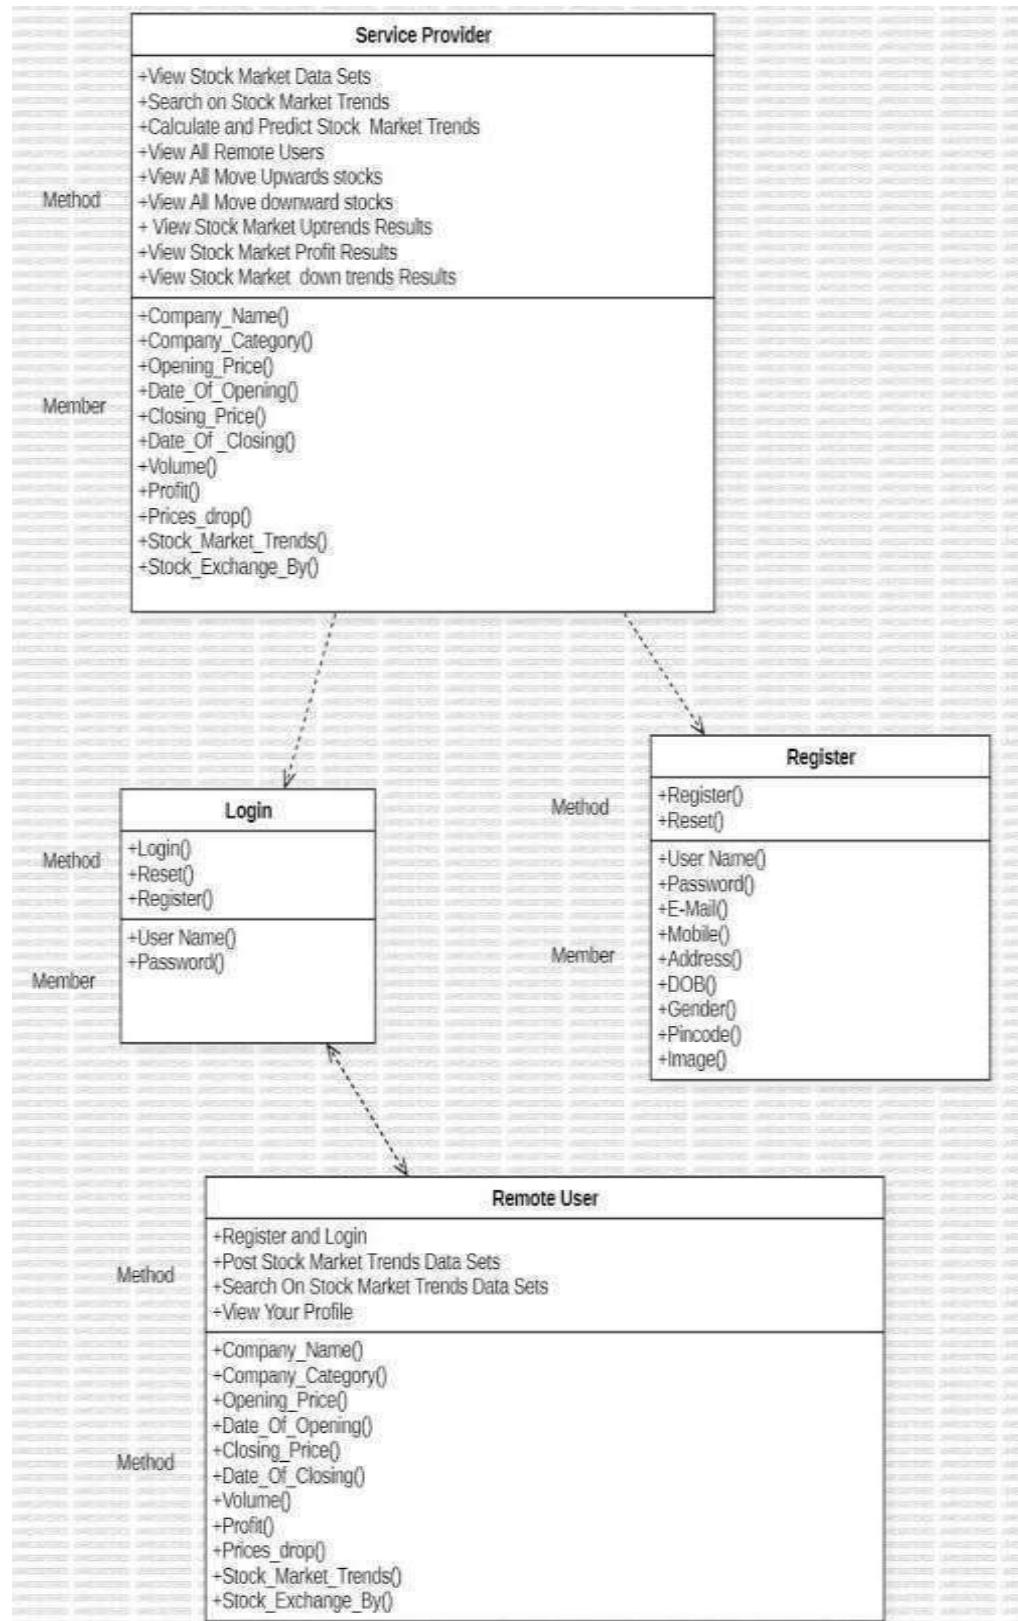 Service Provider
+View Stock Market Data Sets
+Search on Stock Market Trends
+Calculate and Predict Stock  Market Trends
+View All Remote Users
+View All Move Upwards stocks
Method
+View All Move downward stocks
+ View Stock Market Uptrends Results
+View Stock Market Profit Results
+View Stock Market  down trends Results
+Company_Name()
+Company_Category()
+Opening_Price()
+Date_Of_Opening()
Member
+Closing_Price()
+Date_Of _Closing()
+Volume()
+Profit()
+Prices_drop()
+Stock_Market_Trends()
+Stock_Exchange_By()
Login
Method
+Login()
+Reset()
+Register()
+User Name()
+Password()
Member
Register
Method
+Register()
+Reset()
+User Name()
+Password()
+E-Mail()
+Mobile()
Member
+Address()
+DOB()
+Gender()
+Pincode()
+Image()
Remote User
+Register and Login
+Post Stock Market Trends Data Sets
Method
+Search On Stock Market Trends Data Sets
+View Your Profile
+Company_Name()
+Company_Category()
+Opening_Price()
+Date_Of_Opening()
+Closing_Price()
Method
+Date_Of_Closing()
+Volume()
+Profit()
+Prices_drop()
+Stock_Market_Trends()
+Stock_Exchange_By()